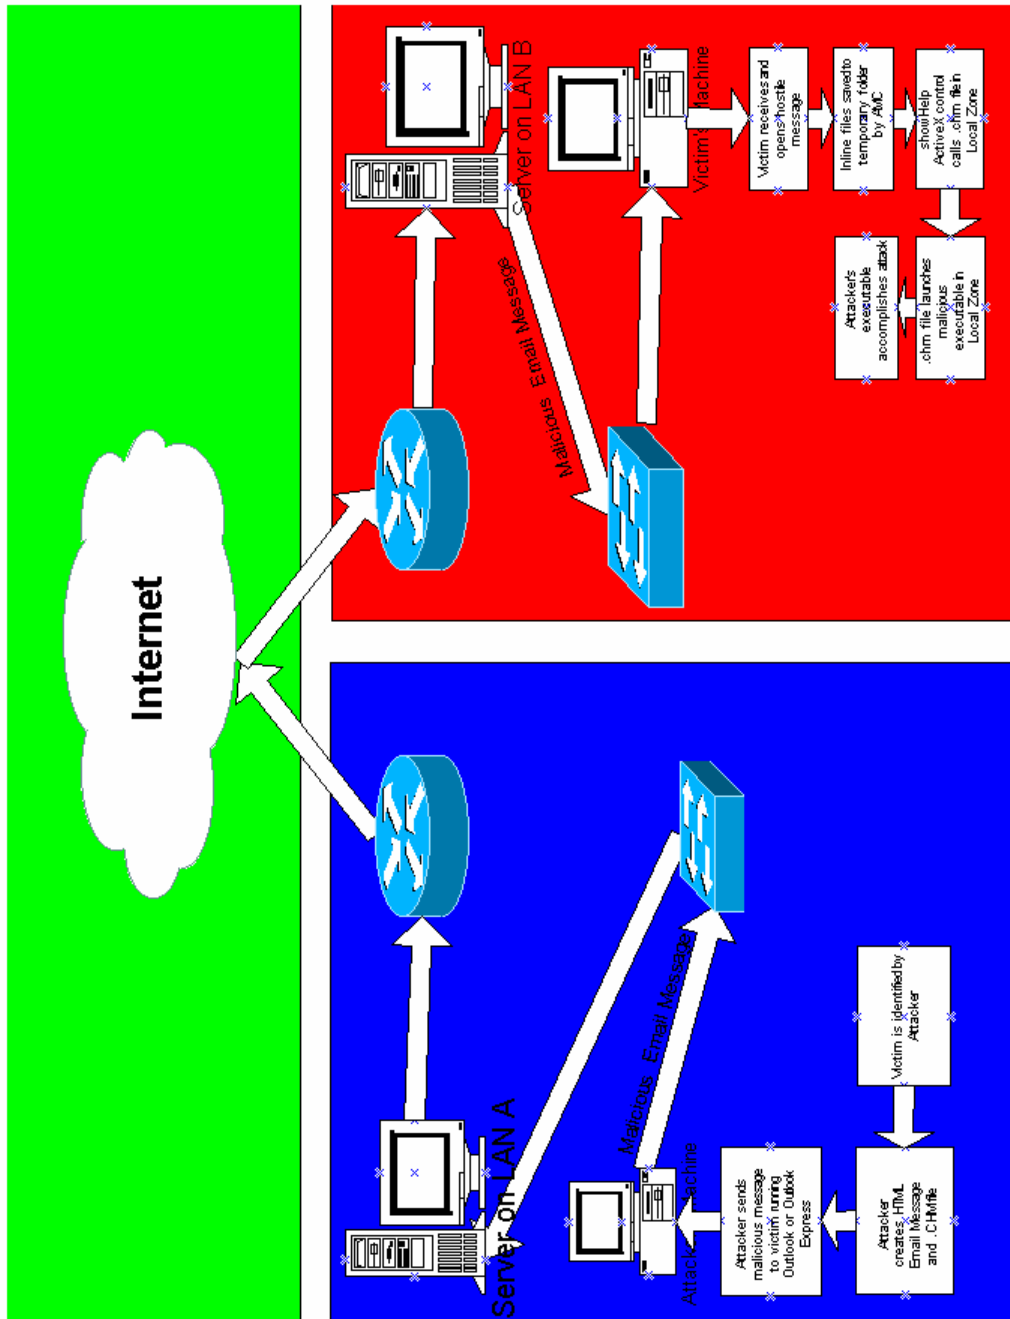 Internet
Server on LAN A
Malicious Email Message
Victim is identified by
Attacker
Attacker
creates HTML
Email Message
and .CHM file
Attacker sends
malicious message
to victim running
Outlook or Outlook
Express
Attack Machine
Server on LAN B
Malicious Email Message
Victim's Machine
Victim receives and
opens hostile
message
Inline files saved to
temporary folder
by AMC
showHelp
ActiveX control
calls .chm file in
Local Zone
.chm file launches
malicious
executable in
Local Zone
Attacker's
executable
accomplishes attack